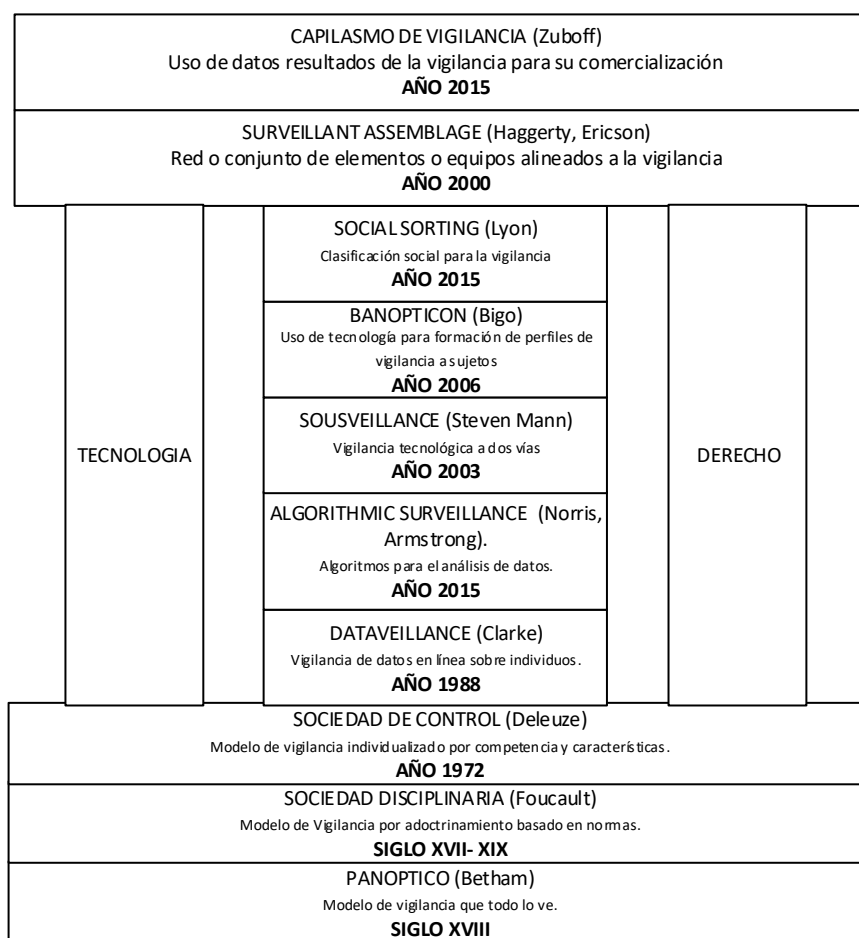 CAPILASMO DE VIGILANCIA (Zuboff)
Uso de datos resultados de la vigilancia para su comercialización
AÑO 2015
SURVEILLANT ASSEMBLAGE (Haggerty, Ericson)
Red o conjunto de elementos o equipos alineados a la vigilancia
AÑO 2000
TECNOLOGIA
SOCIAL SORTING (Lyon)
Clasificación social para la vigilancia
AÑO 2015
BANOPTICON (Bigo)
Uso de tecnología para formación de perfiles de
vigilancia a sujetos
AÑO 2006
SOUSVEILLANCE (Steven Mann)
Vigilancia tecnológica a dos vías
AÑO 2003
ALGORITHMIC SURVEILLANCE (Norris,
Armstrong).
Algoritmos para el análisis de datos.
AÑO 2015
DATAVEILLANCE (Clarke)
Vigilancia de datos en línea sobre individuos.
AÑO 1988
DERECHO
SOCIEDAD DE CONTROL (Deleuze)
Modelo de vigilancia individualizado por competencia y características.
AÑO 1972
SOCIEDAD DISCIPLINARIA (Foucault)
Modelo de Vigilancia por adoctrinamiento basado en normas.
SIGLO XVII- XIX
PANOPTICO (Betham)
Modelo de vigilancia que todo lo ve.
SIGLO XVIII